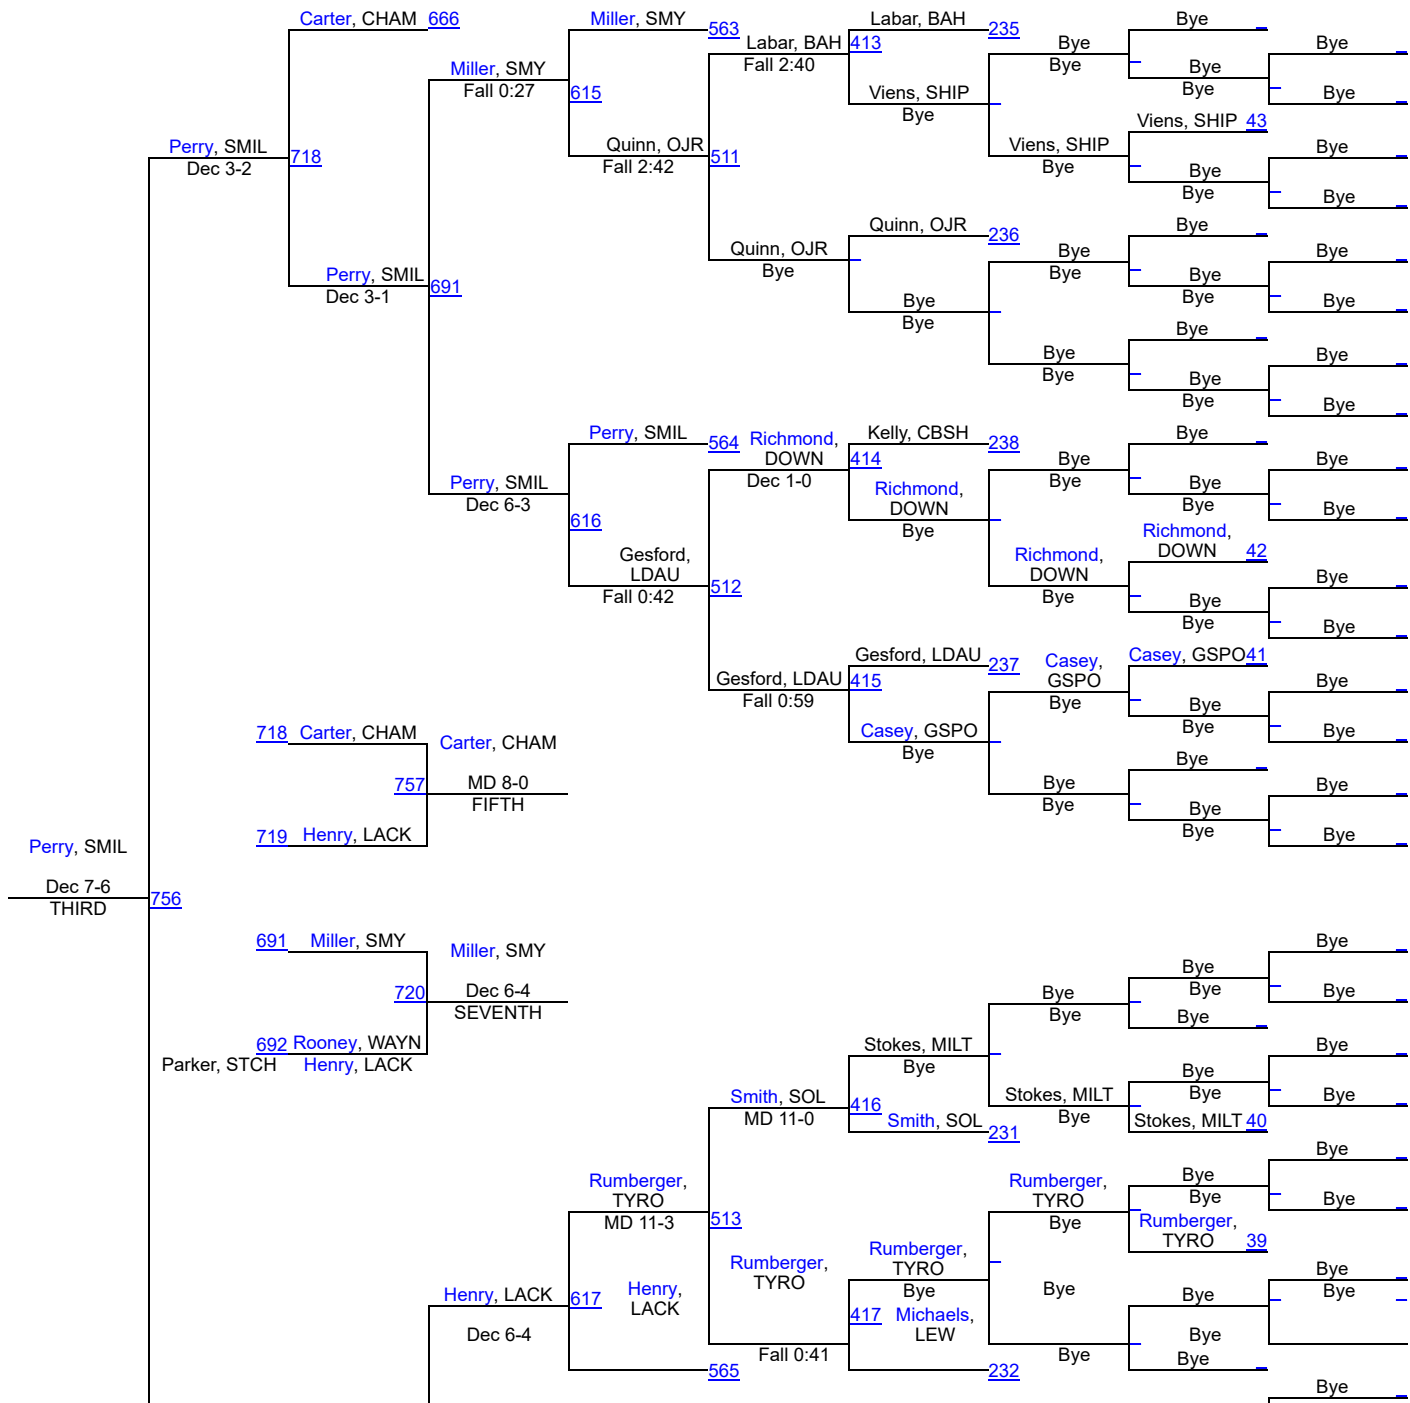 Carter, CHAM 666
Miller, SMY 563
Labar, BAH 235
Bye
Bye
Labar, BAH 413
Bye
Miller, SMY
Fall 2:40
Bye
Bye
Fall 0:27
615
Viens, SHIP
Bye
Bye
Bye
Viens, SHIP 43
Perry, SMIL
718
Quinn, OJR
511
Viens, SHIP
Bye
Dec 3-2
Fall 2:42
Bye
Bye
Bye
Bye
Quinn, OJR 236
Bye
Quinn, OJR
Bye
Bye
Perry, SMIL
691
Bye
Bye
Bye
Dec 3-1
Bye
Bye
Bye
Bye
Bye
Bye
Bye
Bye
Bye
Bye
Bye
Perry, SMIL 564
Richmond,
DOWN
414
Kelly, CBSH 238
Bye
Bye
Bye
Perry, SMIL
Dec 1-0
Richmond,
DOWN
Bye
Bye
Dec 6-3
Bye
Bye
616
Bye
Richmond,
DOWN 42
Gesford,
LDAU
512
Richmond,
DOWN
Bye
Fall 0:42
Bye
Bye
Bye
Bye
Gesford, LDAU 237
Casey,
GSPO
Casey, GSPO 41
Gesford, LDAU 415
Bye
Fall 0:59
Bye
Bye
718 Carter, CHAM
Carter, CHAM
Casey, GSPO
Bye
Bye
Bye
757
MD 8-0
Bye
Bye
Bye
FIFTH
Bye
Bye
719 Henry, LACK
Bye
Bye
Perry, SMIL
Dec 7-6
756
THIRD
691 Miller, SMY
Miller, SMY
Bye
Bye
720
Dec 6-4
Bye
Bye
Bye
SEVENTH
Bye
Bye
692 Rooney, WAYN
Stokes, MILT
Bye
Parker, STCH
Henry, LACK
Bye
Bye
Smith, SOL
416
Stokes, MILT
Bye
Bye
MD 11-0
Smith, SOL 231
Bye
Stokes, MILT 40
Bye
Rumberger,
TYRO
Rumberger,
TYRO
Bye
Bye
Bye
MD 11-3
513
Bye
Rumberger,
TYRO 39
Rumberger,
TYRO
Rumberger,
TYRO
Bye
Henry, LACK
617
Henry,
LACK
Bye
Bye
Bye
Bye
Dec 6-4
417
Michaels,
LEW
Bye
Fall 0:41
Bye
Bye
565
232
Bye